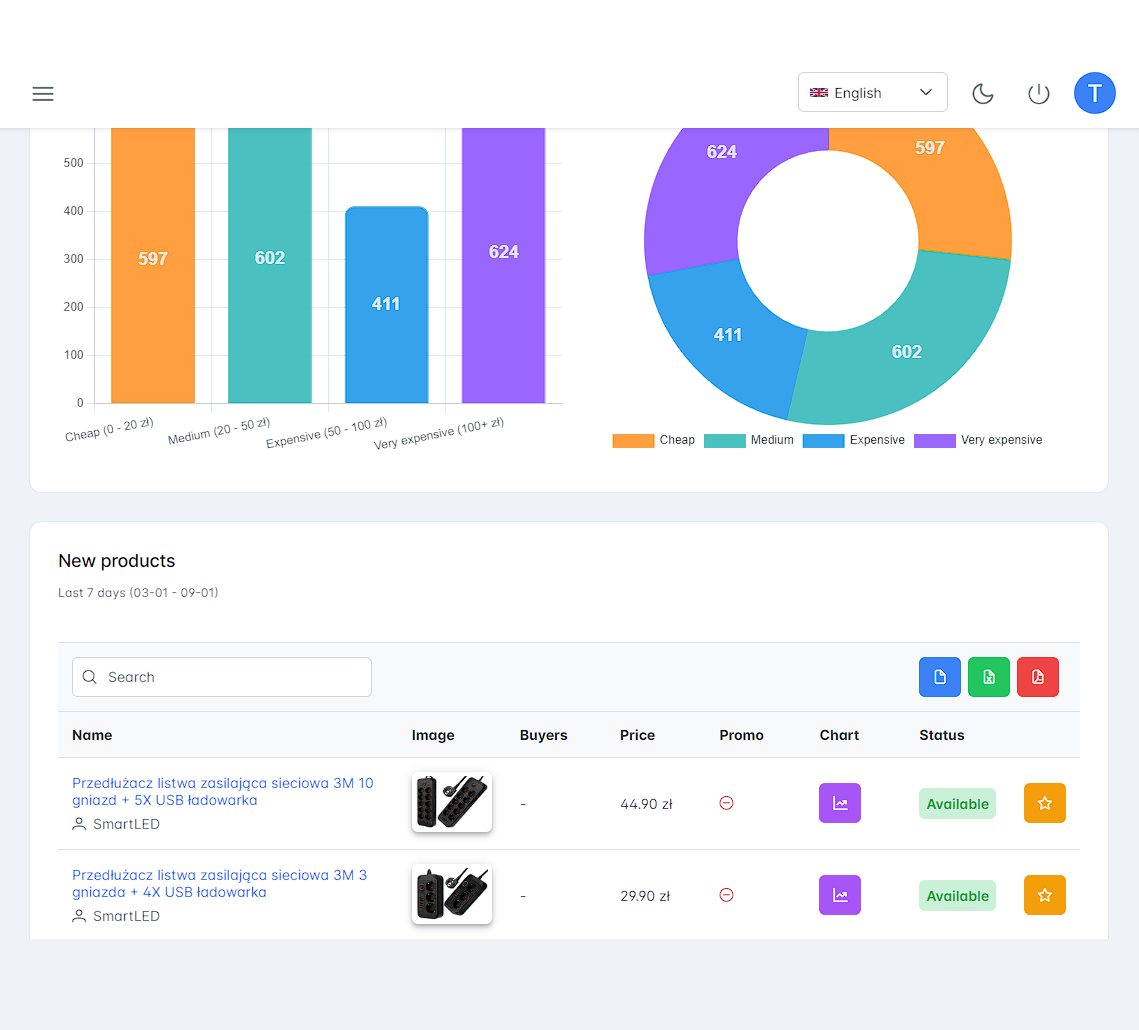 English
T
500
400
300
200
100
0
597
602
411
624
Cheap (0 - 20 zł)
Medium (20 - 50 zł)
Expensive (50 - 100 zł)
Very expensive (100+ zł)
624
597
411
602
Cheap
Medium
Expensive
Very expensive
New products
Last 7 days (03-01 - 09-01)
Search
Name
Image
Buyers
Price
Promo
Chart
Status
Przedłużacz listwa zasilająca sieciowa 3M 10
gniazd + 5X USB ładowarka
SmartLED
-
44.90 zł
Available
Przedłużacz listwa zasilająca sieciowa 3M 3
gniazda + 4X USB ładowarka
SmartLED
-
29.90 zł
Available